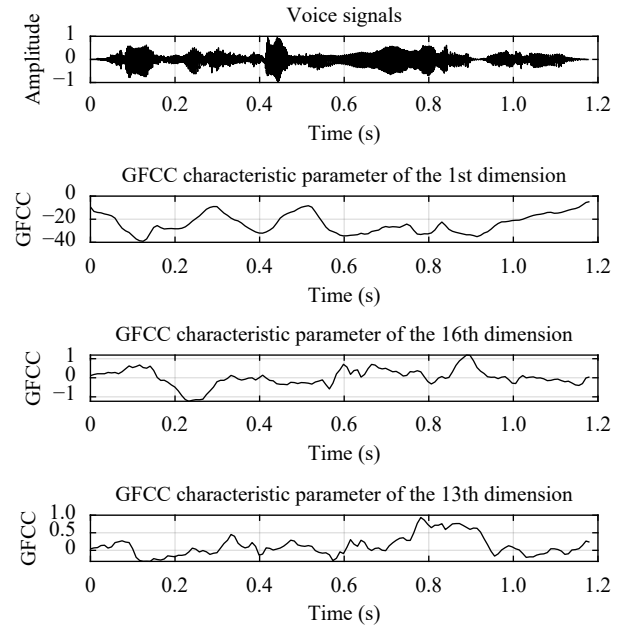 Voice signals
Amplitude
1
0
−1
0 0.2 0.4 0.6 0.8 1.0 1.2
Time (s)
GFCC characteristic parameter of the 1st dimension
GFCC
0
−20
−40
0 0.2 0.4 0.6 0.8 1.0 1.2
Time (s)
GFCC characteristic parameter of the 16th dimension
GFCC
1
0
−1
0 0.2 0.4 0.6 0.8 1.0 1.2
Time (s)
GFCC characteristic parameter of the 13th dimension
GFCC
1.0
0.5
0
0 0.2 0.4 0.6 0.8 1.0 1.2
Time (s)